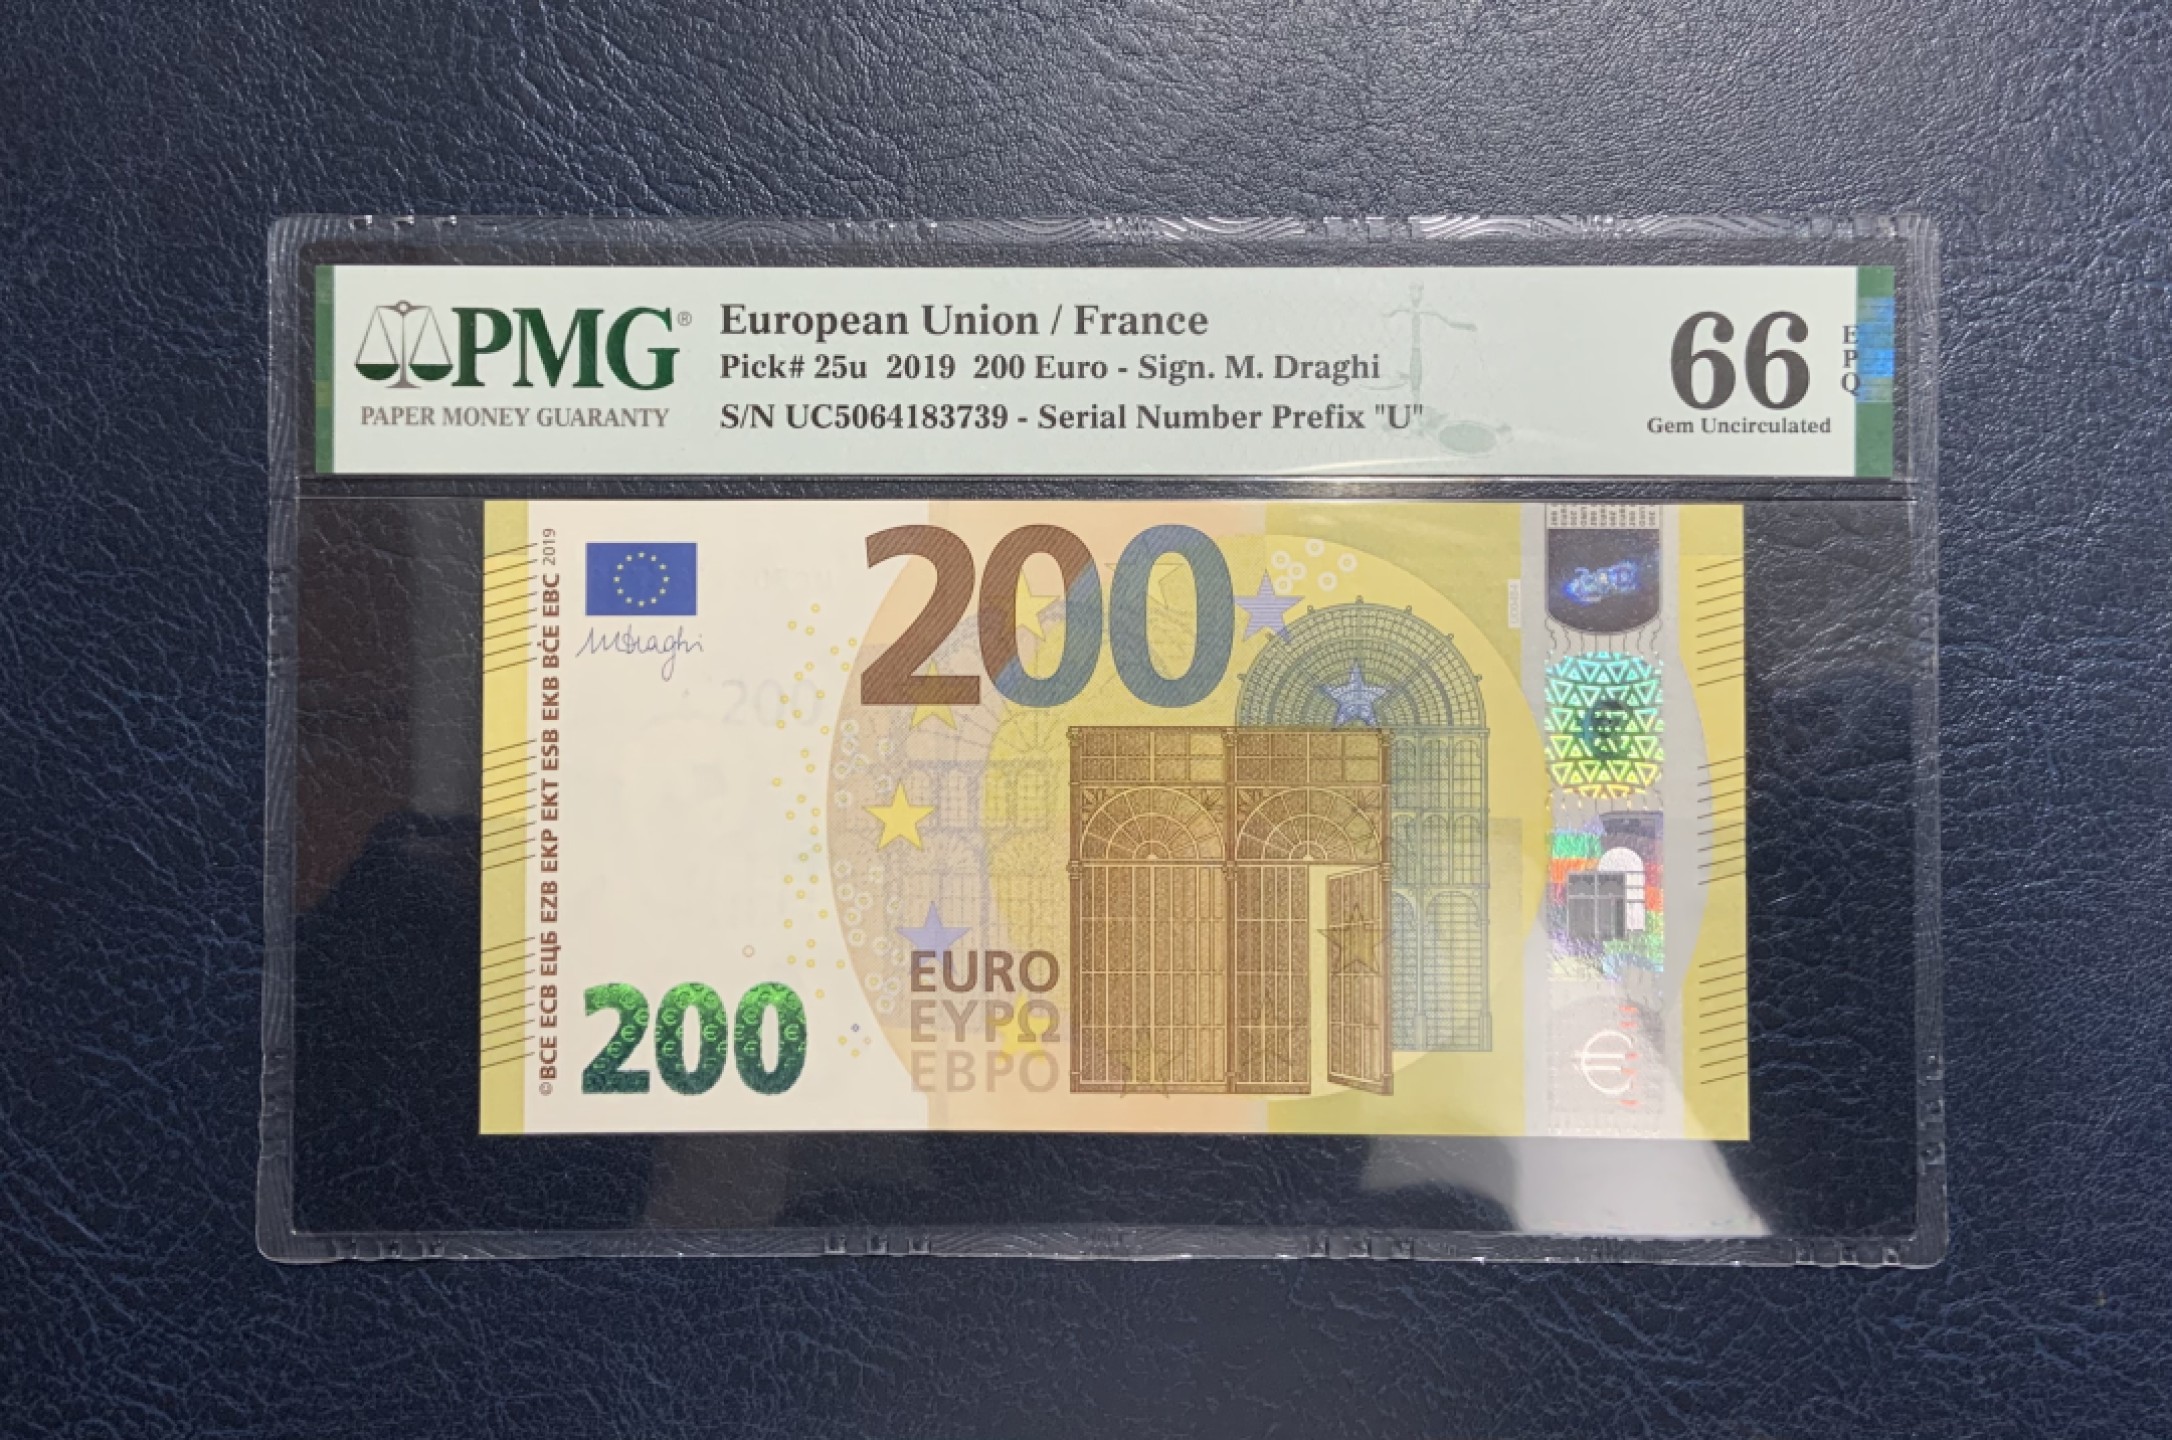 PMG®
PAPER MONEY GUARANTY
European Union / France
Pick# 25u 2019 200 Euro - Sign. M. Draghi
S/N UC5064183739 - Serial Number Prefix "U"
66
EPQ
Gem Uncirculated
©BCE ECB ЕЦБ EZB EKP EKT ESB EKB BĊE EBC 2019
MDraghi
200
200
200
EURO
ΕΥΡΩ
ЕВРО
200
€
€